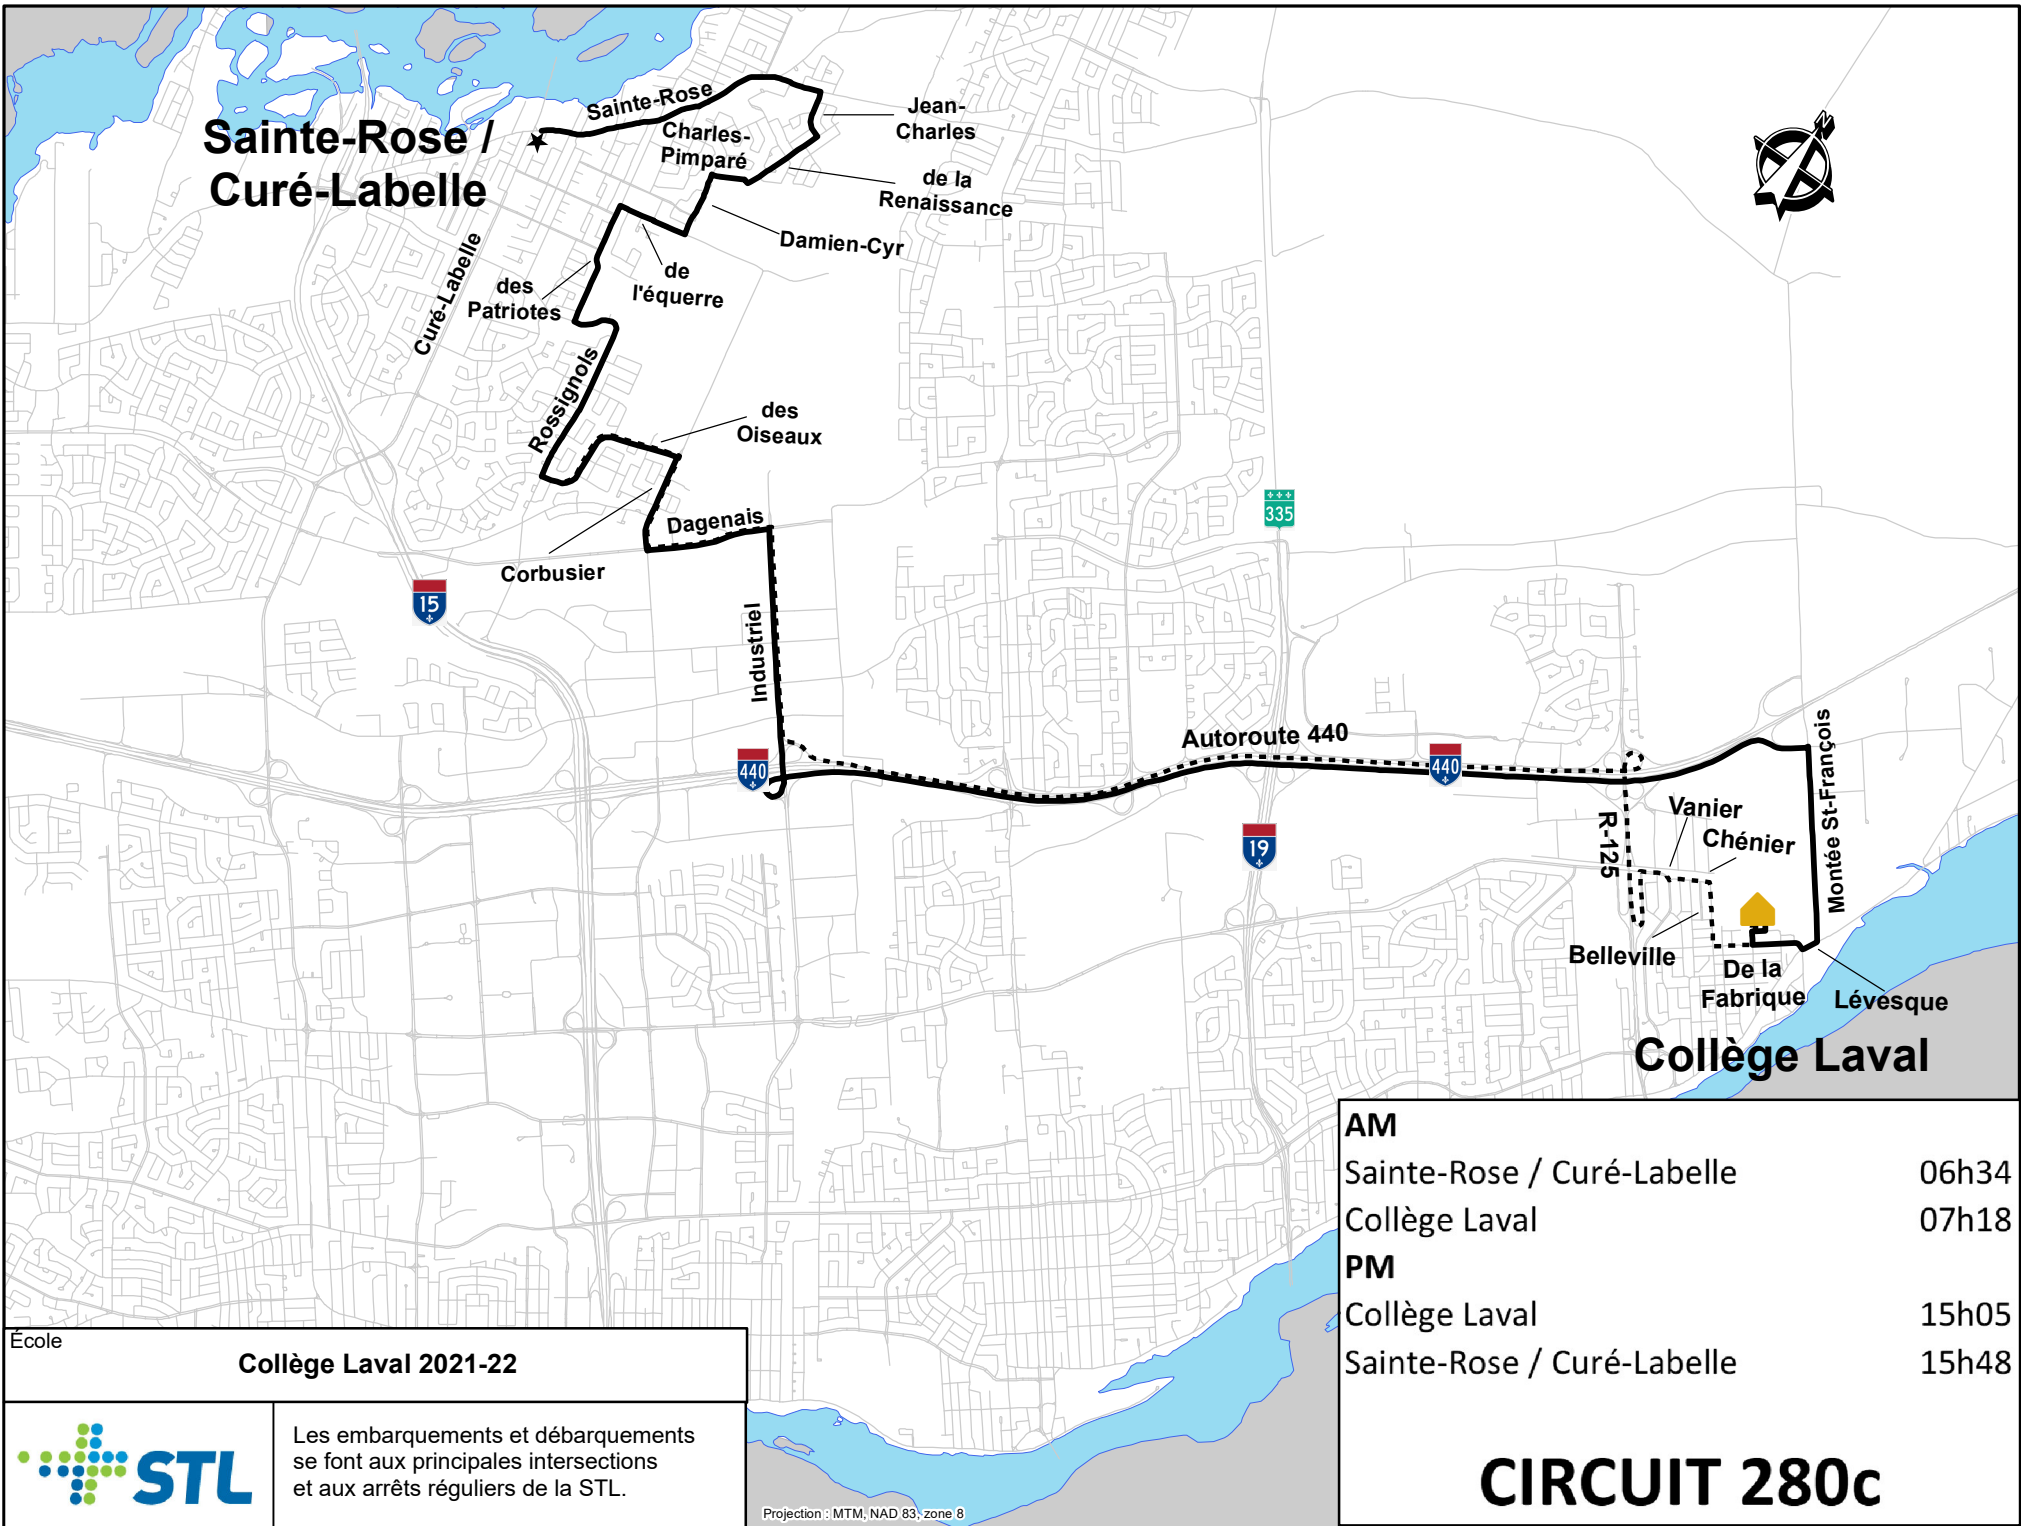 Sainte-Rose /
Curé-Labelle
Sainte-Rose
Jean-
Charles
Charles-
Pimparé
de la
Renaissance
Damien-Cyr
de
l'équerre
des
Patriotes
Curé-Labelle
Rossignols
des
Oiseaux
Dagenais
Corbusier
Industriel
15
335
440
Autoroute 440
440
19
R-125
Vanier
Chénier
Montée St-François
Belleville
De la
Fabrique
Lévesque
Collège Laval
N
AM
Sainte-Rose / Curé-Labelle 06h34
Collège Laval 07h18
PM
Collège Laval 15h05
Sainte-Rose / Curé-Labelle 15h48
CIRCUIT 280c
École
Collège Laval 2021-22
STL
Les embarquements et débarquements
se font aux principales intersections
et aux arrêts réguliers de la STL.
Projection : MTM, NAD 83, zone 8